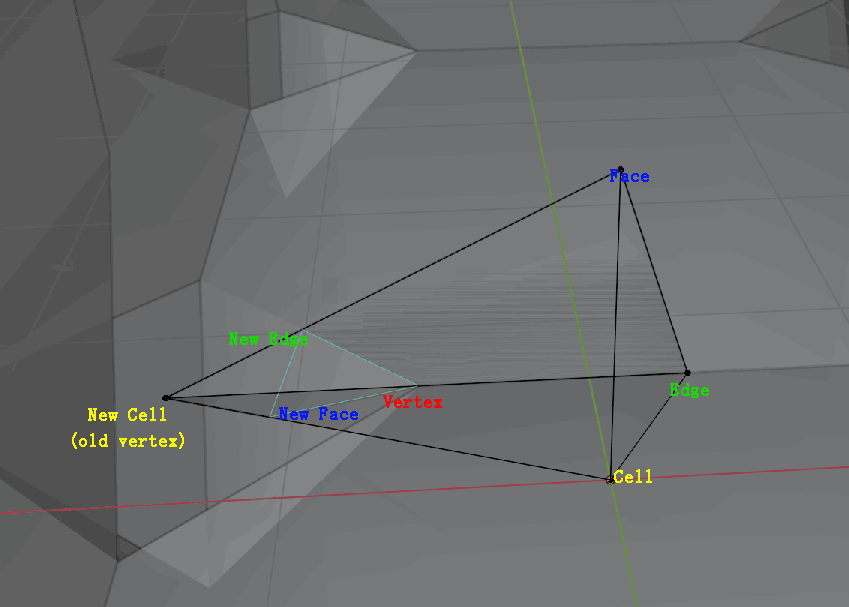 Face
New Edge
Edge
Vertex
New Cell
(old vertex)
New Face
Cell